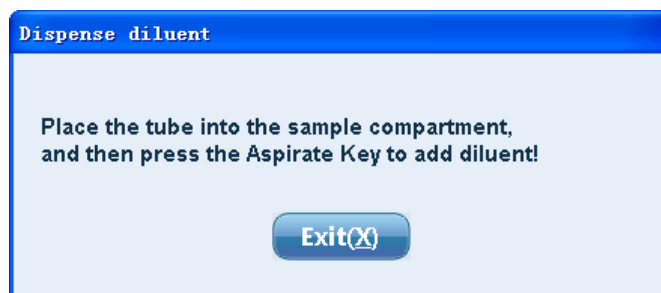 Dispense diluent
Place the tube into the sample compartment,
and then press the Aspirate Key to add diluent!
Exit(X)